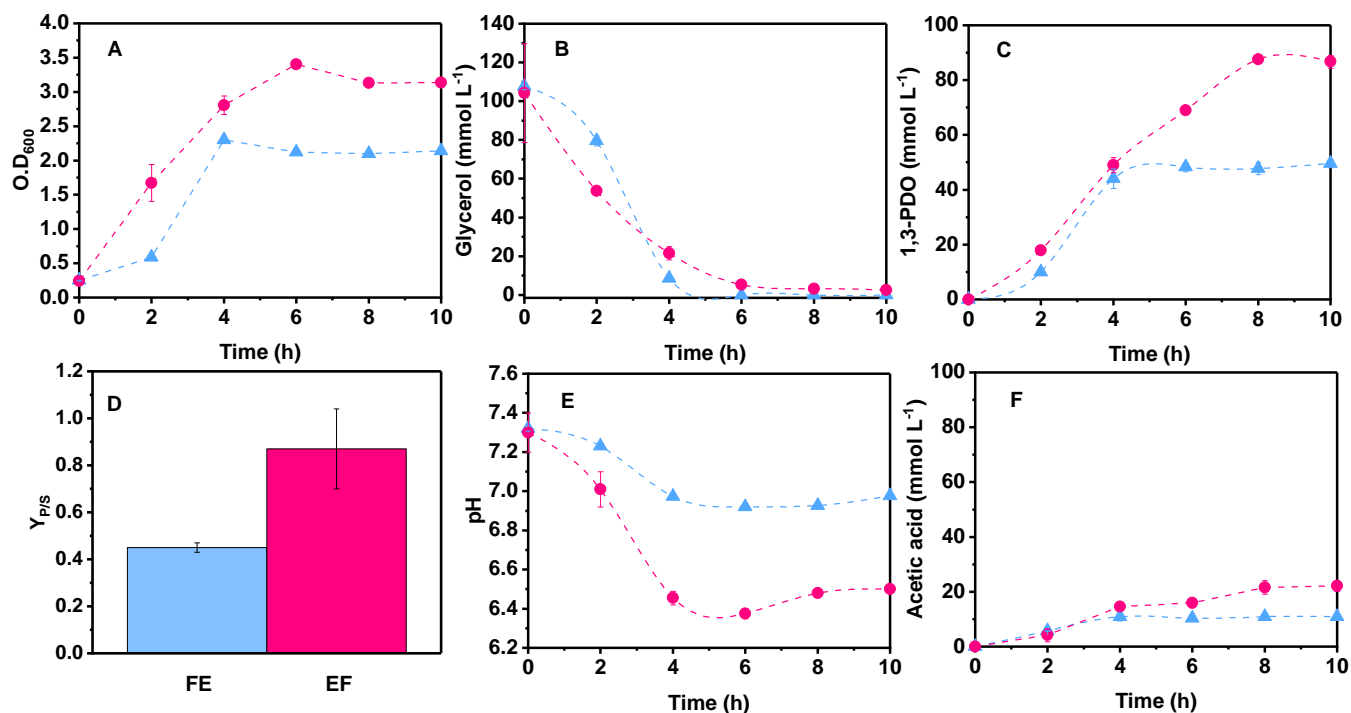 A
O.D600
3.5
3.0
2.5
2.0
1.5
1.0
0.5
0.0
4.0
0 2 4 6 8 10
Time (h)
B
Glycerol (mmol L-1)
140
120
100
80
60
40
20
0
0 2 4 6 8 10
Time (h)
C
1,3-PDO (mmol L-1)
100
80
60
40
20
0
0 2 4 6 8 10
Time (h)
D
YP/S
1.2
1.0
0.8
0.6
0.4
0.2
0.0
FE EF
E
pH
7.6
7.4
7.2
7.0
6.8
6.6
6.4
6.2
0 2 4 6 8 10
Time (h)
F
Acetic acid (mmol L-1)
100
80
60
40
20
0
0 2 4 6 8 10
Time (h)